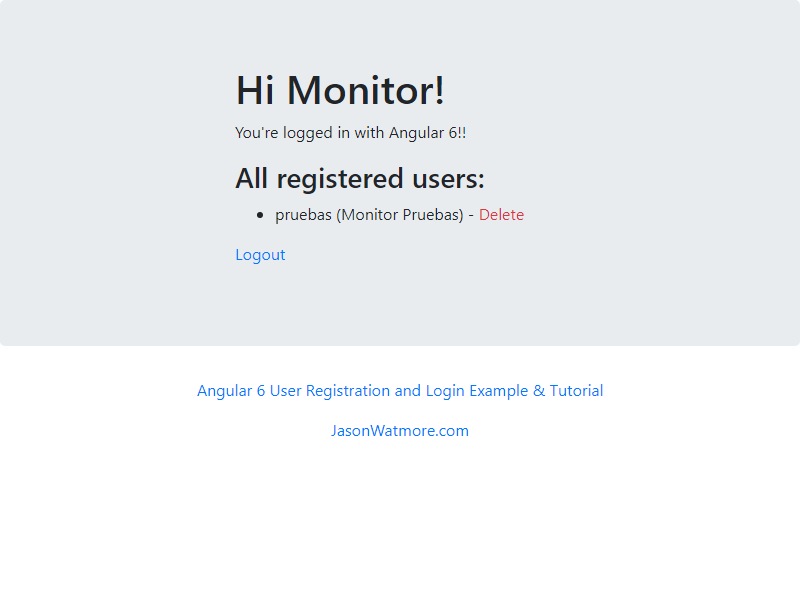 Hi Monitor!
You're logged in with Angular 6!!
All registered users:
pruebas (Monitor Pruebas) - Delete
Logout
Angular 6 User Registration and Login Example & Tutorial
JasonWatmore.com